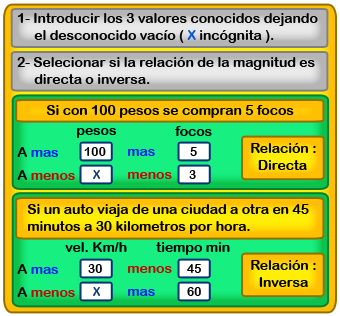 1- Introducir los 3 valores conocidos dejando
el desconocido vacío ( X incógnita ).
2- Selecionar si la relación de la magnitud es
directa o inversa.
Si con 100 pesos se compran 5 focos
pesos focos
A mas 100 mas 5
A menos X menos 3
Relación :
Directa
Si un auto viaja de una ciudad a otra en 45
minutos a 30 kilometros por hora.
vel. Km/h tiempo min
A mas 30 menos 45
A menos X mas 60
Relación :
Inversa